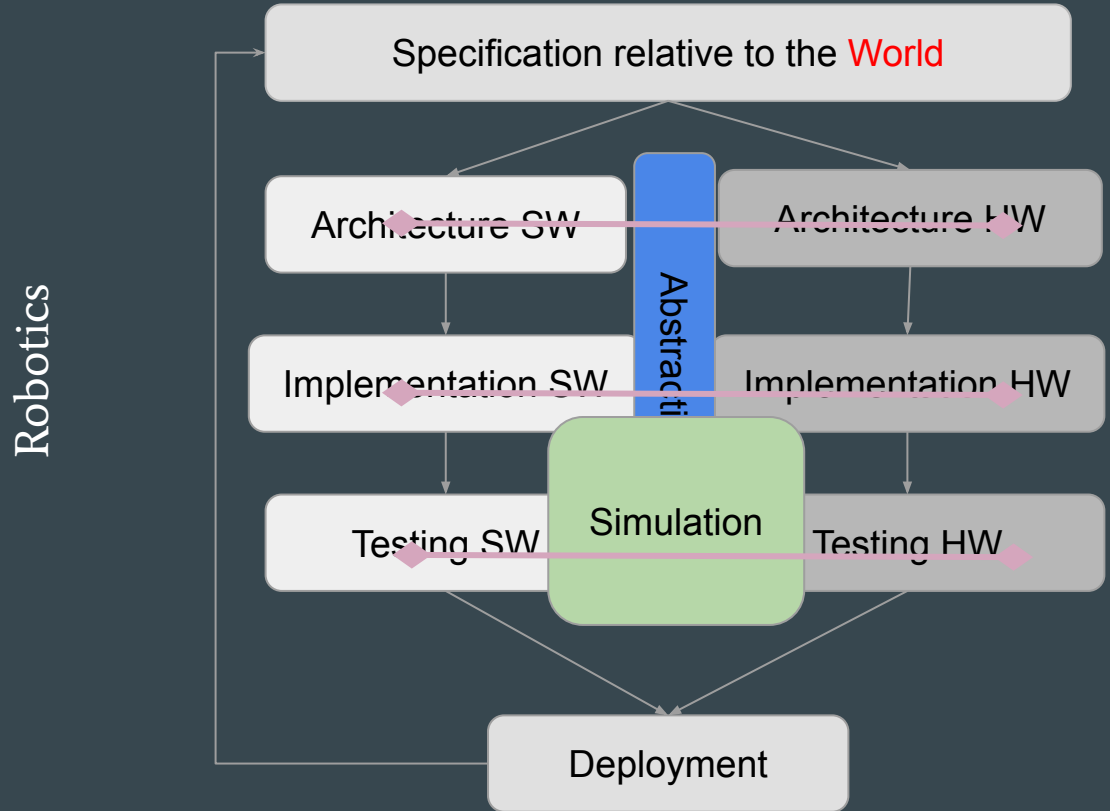 Robotics
Specification relative to the World
Architecture SW
Architecture HW
Abstracti
Implementation SW
Implementation HW
Simulation
Testing SW
Testing HW
Deployment